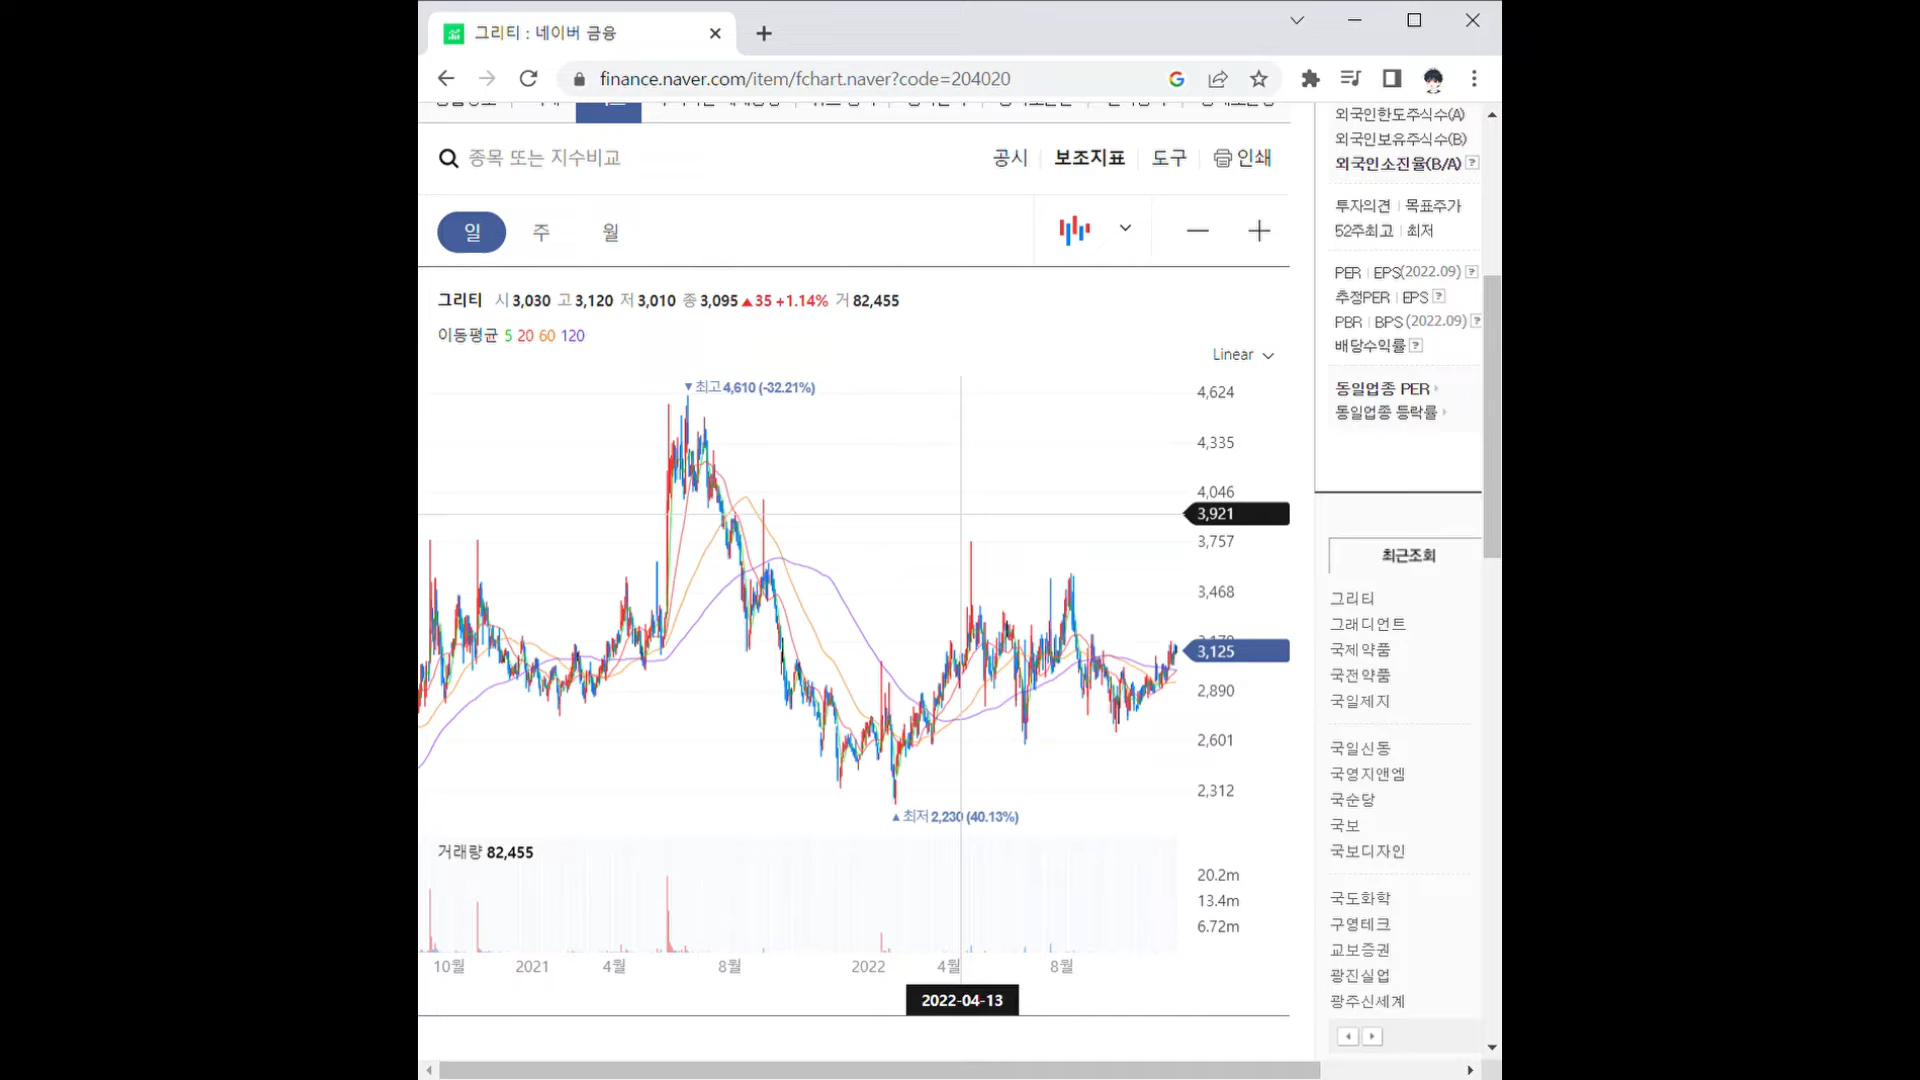 그리티 : 네이버 금융
finance.naver.com/item/fchart.naver?code=204020
종목 또는 지수비교
공시 보조지표 도구 인쇄
일 주 월
그리티 시 3,030 고 3,120 저 3,010 종 3,095 ▲35 +1.14% 거 82,455
이동평균 5 20 60 120
Linear
▼최고 4,610 (-32.21%)
4,624
4,335
4,046
3,921
3,757
3,468
3,125
2,890
2,601
2,312
▲최저 2,230 (40.13%)
거래량 82,455
20.2m
13.4m
6.72m
10월 2021 4월 8월 2022 4월 8월
2022-04-13
외국인한도주식수(A)
외국인보유주식수(B)
외국인소진율(B/A) ?
투자의견 | 목표주가
52주최고 | 최저
PER | EPS(2022.09) ?
추정PER | EPS ?
PBR | BPS (2022.09) ?
배당수익률 ?
동일업종 PER
동일업종 등락률
최근조회
그리티
그래디언트
국제약품
국전약품
국일제지
국일신동
국영지앤엠
국순당
국보
국보디자인
국도화학
구영테크
교보증권
광진실업
광주신세계